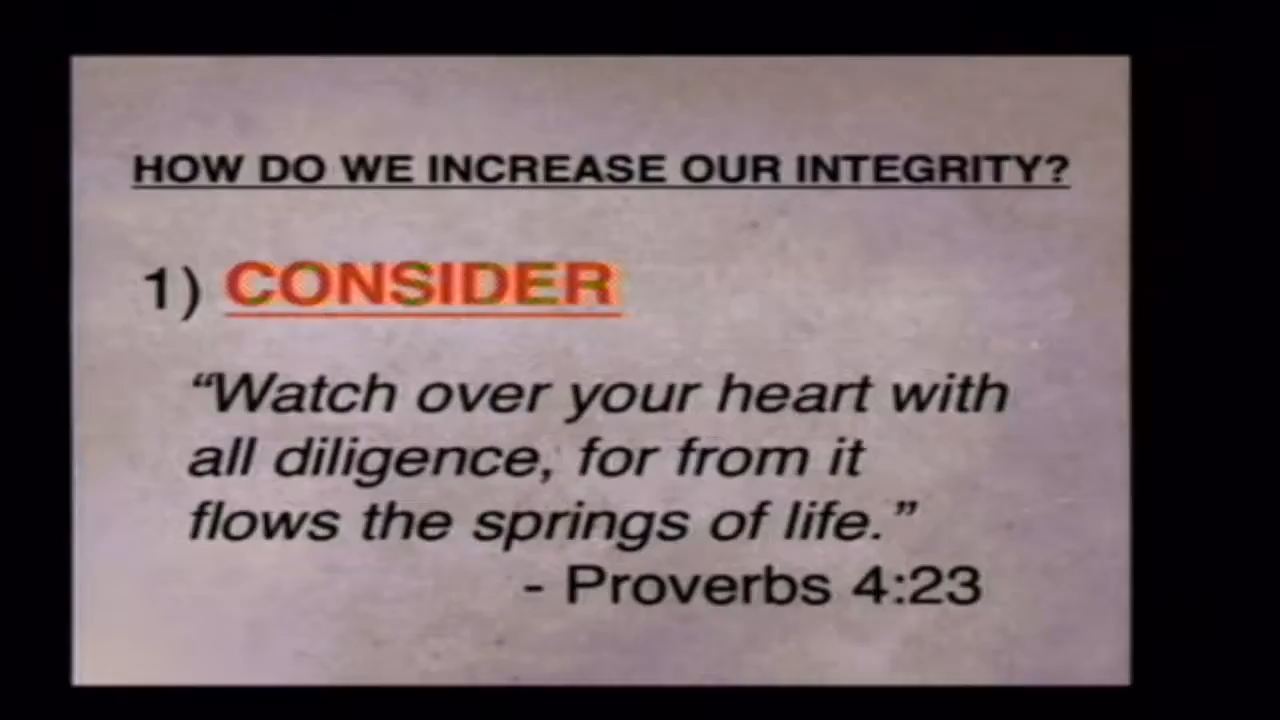 HOW DO WE INCREASE OUR INTEGRITY?
1) CONSIDER
“Watch over your heart with
all diligence, for from it
flows the springs of life.”
- Proverbs 4:23